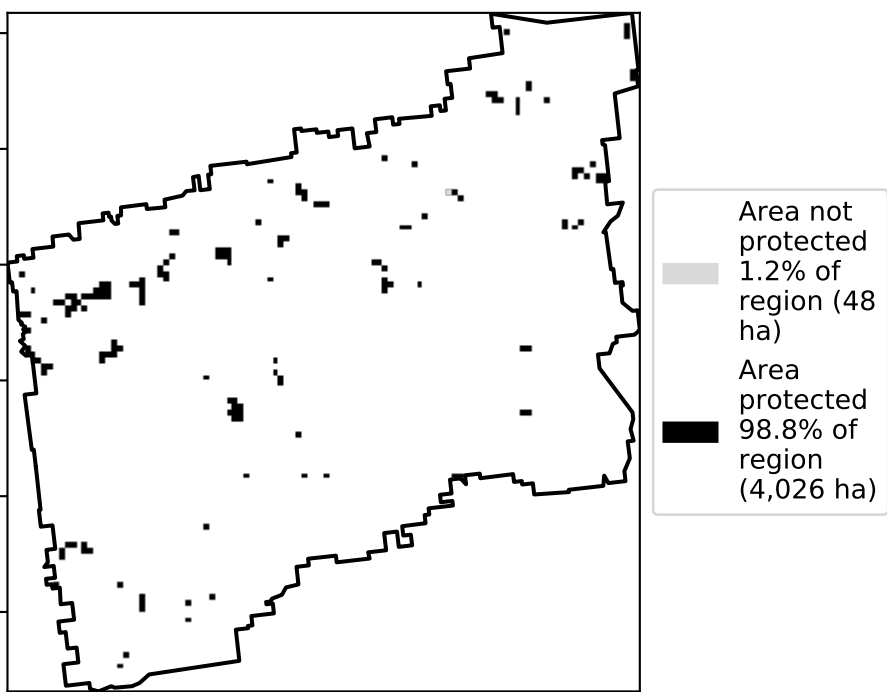 Area not
protected
1.2% of
region (48
ha)
Area
protected
98.8% of
region
(4,026 ha)